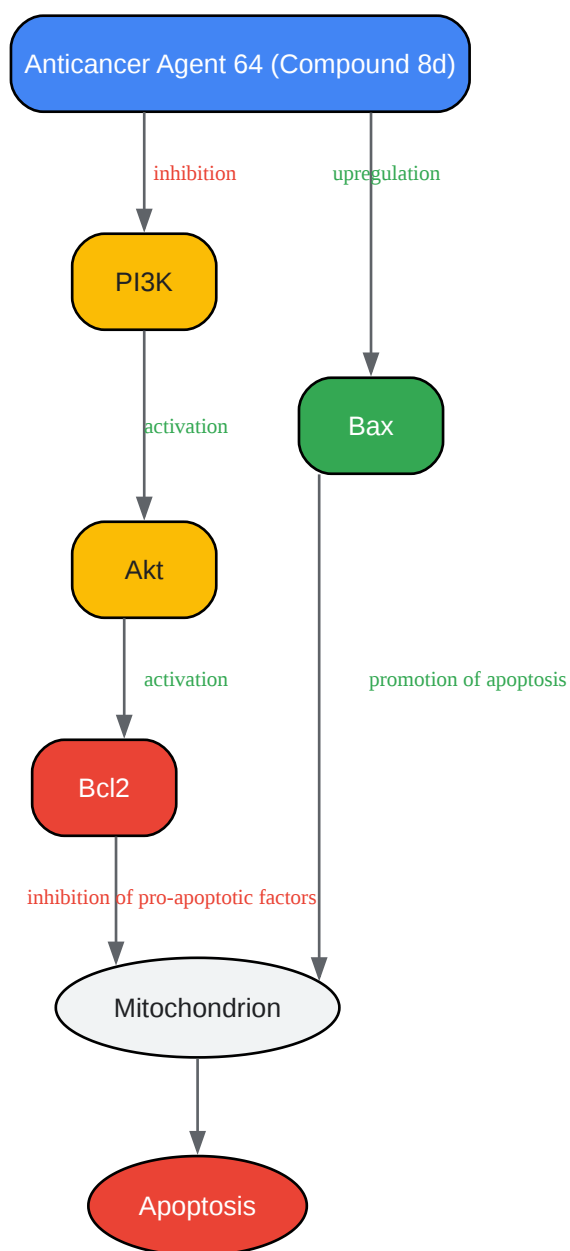 Anticancer Agent 64 (Compound 8d)
inhibition
upregulation
PI3K
Bax
activation
Akt
activation
promotion of apoptosis
Bcl2
inhibition of pro-apoptotic factors
Mitochondrion
Apoptosis